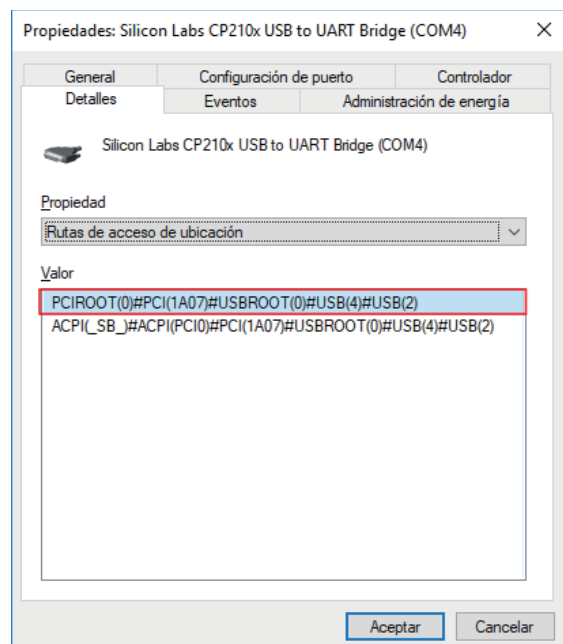 Propiedades: Silicon Labs CP210x USB to UART Bridge (COM4)
General Configuración de puerto Controlador
Detalles Eventos Administración de energía
Silicon Labs CP210x USB to UART Bridge (COM4)
Propiedad
Rutas de acceso de ubicación
Valor
PCIROOT(0)#PCI(1A07)#USBROOT(0)#USB(4)#USB(2)
ACPI(_SB_)#ACPI(PCI0)#PCI(1A07)#USBROOT(0)#USB(4)#USB(2)
Aceptar Cancelar